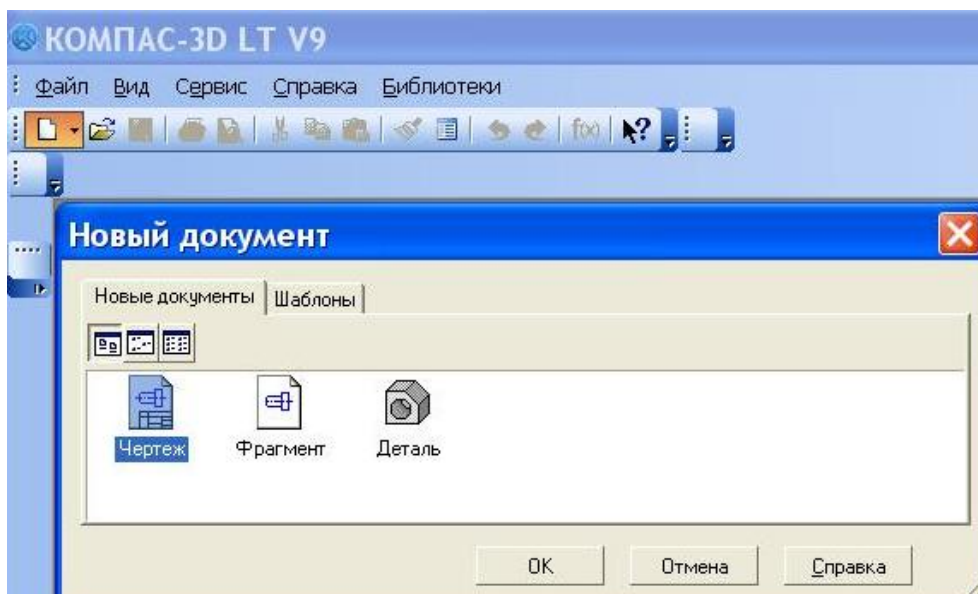 КОМПАС-3D LT V9
Файл Вид Сервис Справка Библиотеки
f(x) ?
Новый документ
Новые документы Шаблоны
Чертеж Фрагмент Деталь
OK Отмена Справка